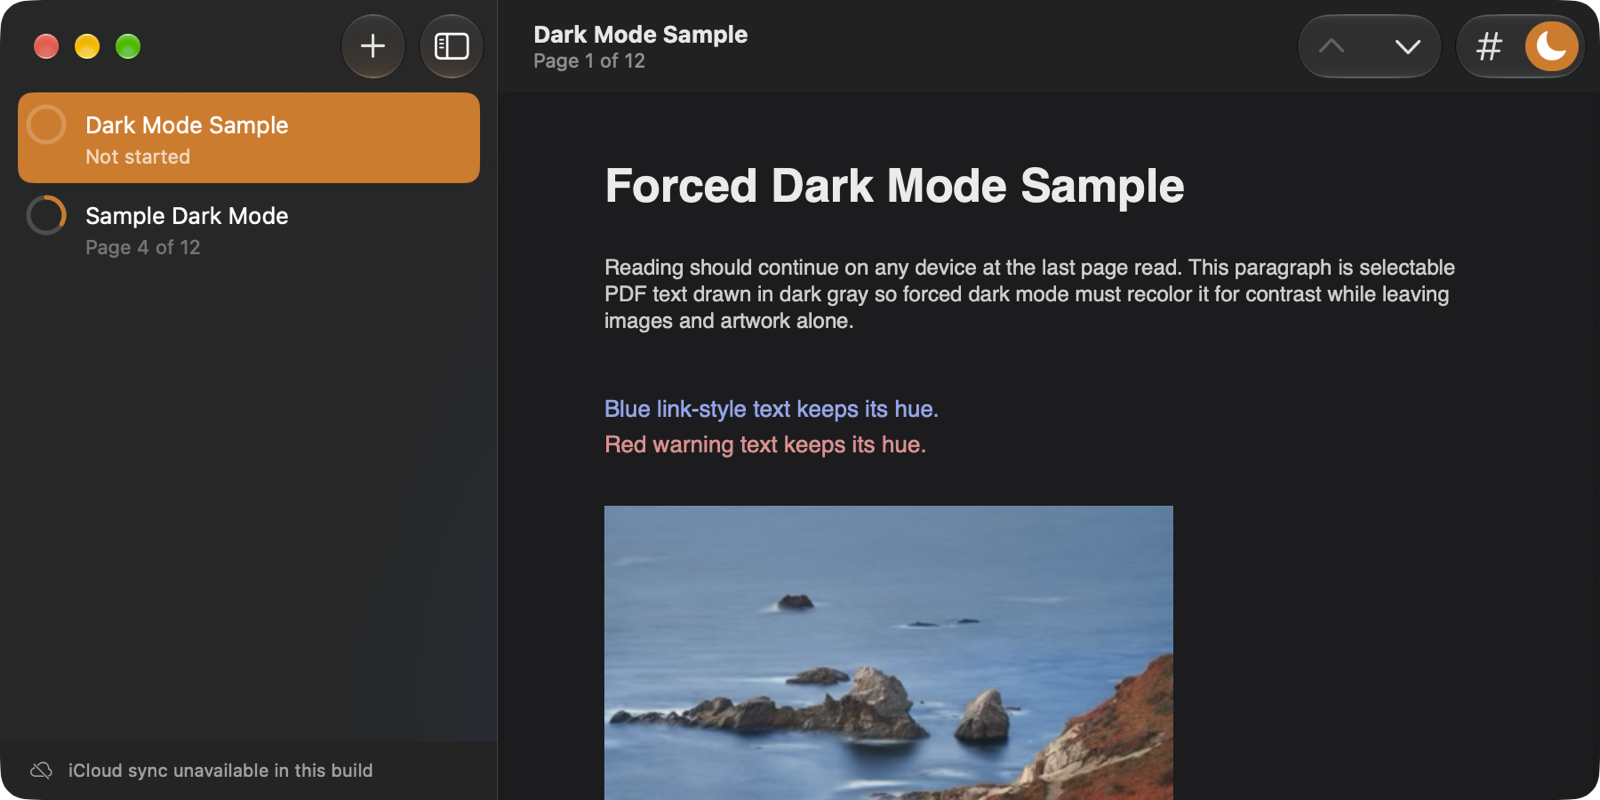 Dark Mode Sample
Not started
Sample Dark Mode
Page 4 of 12
iCloud sync unavailable in this build
Dark Mode Sample
Page 1 of 12
#
Forced Dark Mode Sample
Reading should continue on any device at the last page read. This paragraph is selectable
PDF text drawn in dark gray so forced dark mode must recolor it for contrast while leaving
images and artwork alone.
Blue link-style text keeps its hue.
Red warning text keeps its hue.